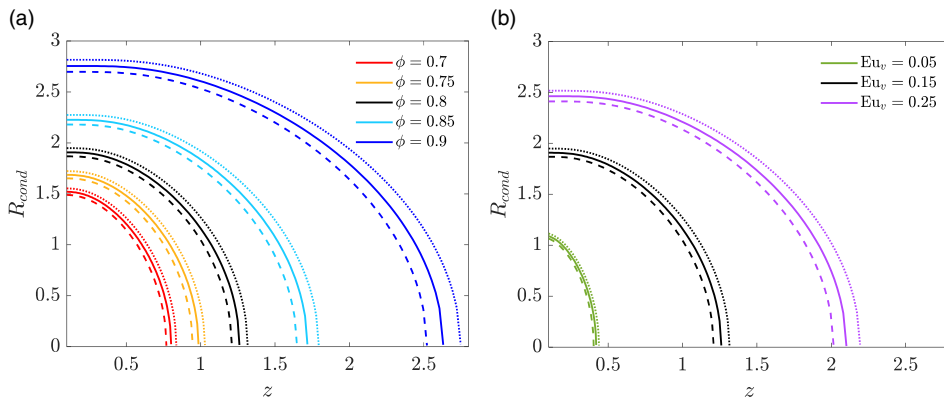 (a)
R_cond
3
2.5
2
1.5
1
0.5
0
0.5 1 1.5 2 2.5
z
ϕ = 0.7
ϕ = 0.75
ϕ = 0.8
ϕ = 0.85
ϕ = 0.9
(b)
R_cond
3
2.5
2
1.5
1
0.5
0
0.5 1 1.5 2 2.5
z
Eu_v = 0.05
Eu_v = 0.15
Eu_v = 0.25